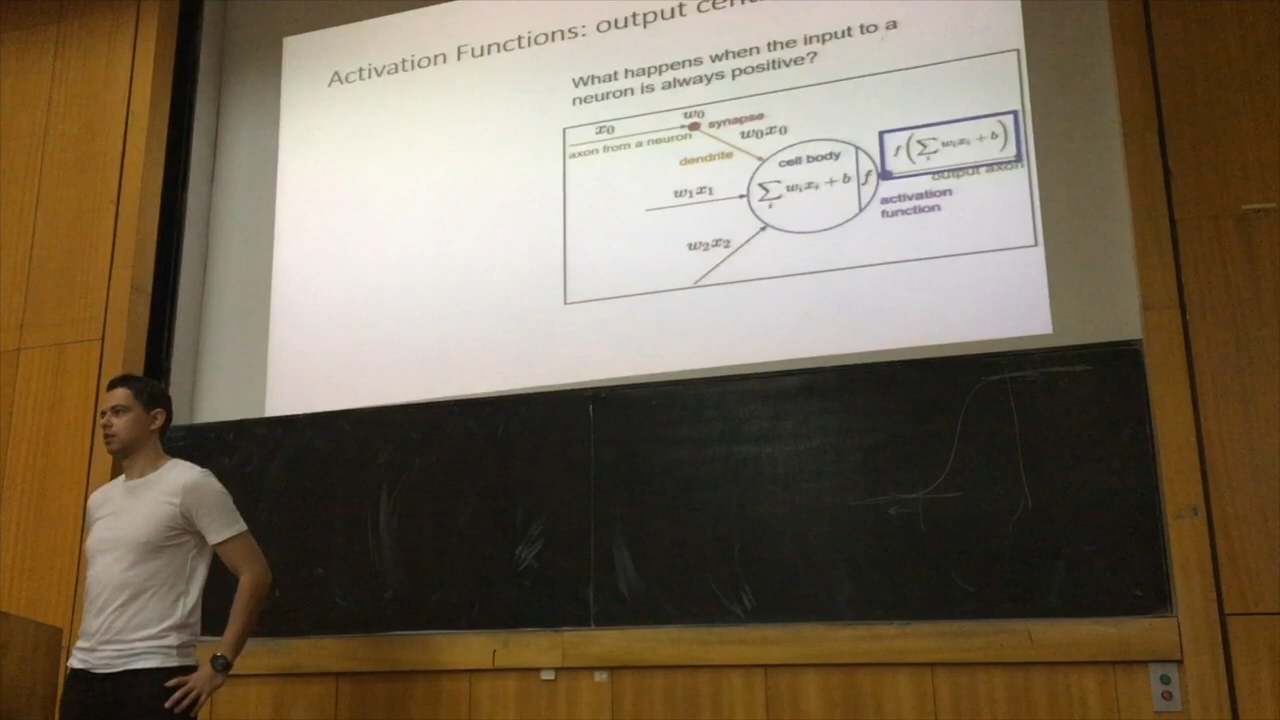 Activation Functions: output
What happens when the input to a
neuron is always positive?
x₀
w₀
synapse
axon from a neuron
w₀x₀
dendrite
cell body
f(∑ᵢ wᵢxᵢ + b)
w₁x₁
∑ᵢ wᵢxᵢ + b
f
output axon
activation
function
w₂x₂